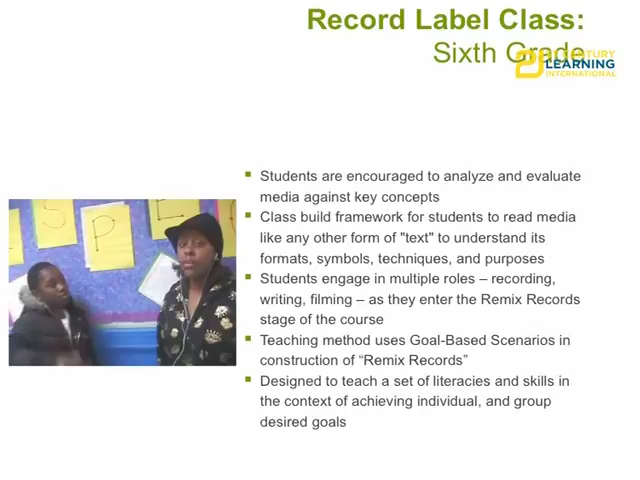 Record Label Class:
Sixth Grade
21 CENTURY
LEARNING
INTERNATIONAL
▪ Students are encouraged to analyze and evaluate
media against key concepts
▪ Class build framework for students to read media
like any other form of "text" to understand its
formats, symbols, techniques, and purposes
▪ Students engage in multiple roles – recording,
writing, filming – as they enter the Remix Records
stage of the course
▪ Teaching method uses Goal-Based Scenarios in
construction of “Remix Records”
▪ Designed to teach a set of literacies and skills in
the context of achieving individual, and group
desired goals
S P E